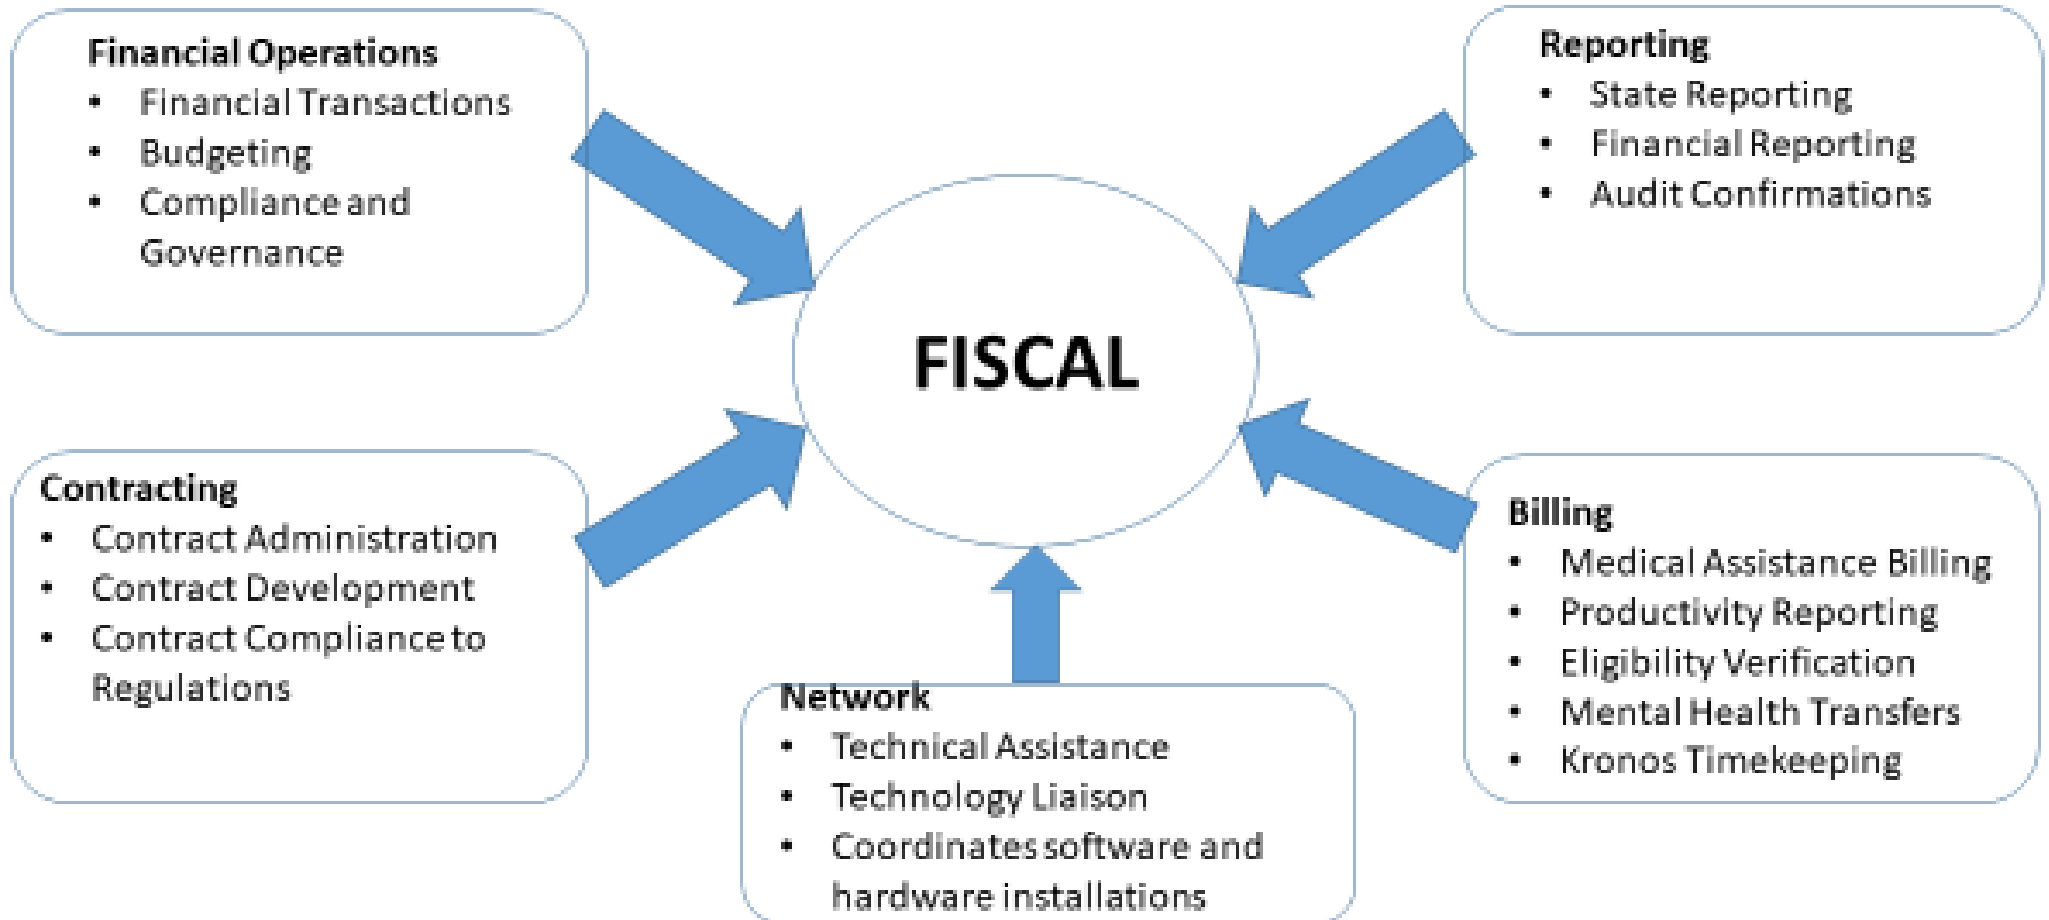 Financial Operations
• Financial Transactions
• Budgeting
• Compliance and
Governance
Reporting
• State Reporting
• Financial Reporting
• Audit Confirmations
FISCAL
Contracting
• Contract Administration
• Contract Development
• Contract Compliance to
Regulations
Billing
• Medical Assistance Billing
• Productivity Reporting
• Eligibility Verification
• Mental Health Transfers
• Kronos Timekeeping
Network
• Technical Assistance
• Technology Liaison
• Coordinates software and
hardware installations